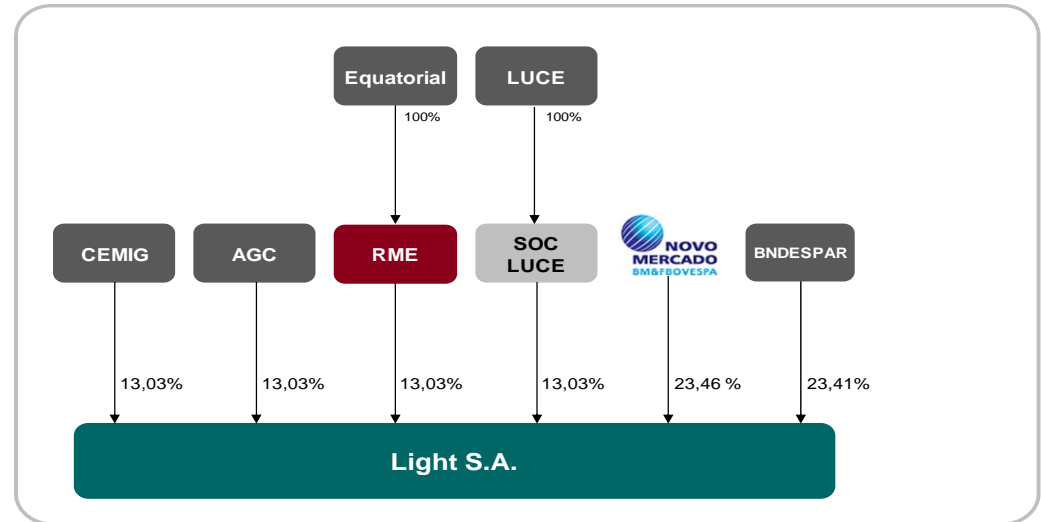 Equatorial
LUCE
100%
100%
CEMIG
AGC
RME
SOC
LUCE
NOVO
MERCADO
BM&FBOVESPA
BNDESPAR
13,03%
13,03%
13,03%
13,03%
23,46 %
23,41%
Light S.A.